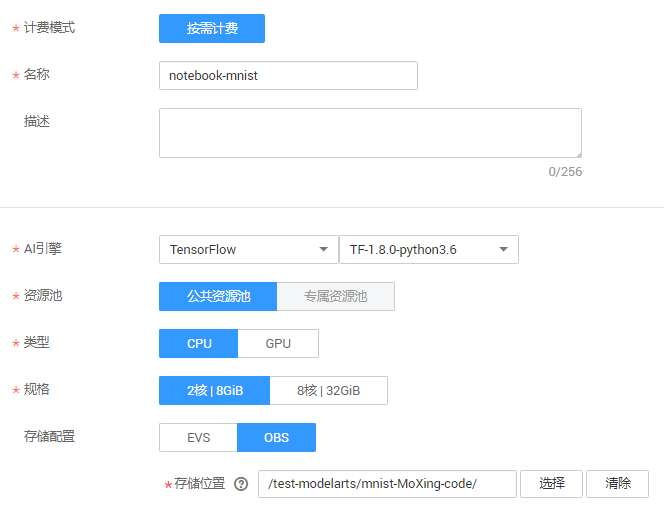 * 计费模式 按需计费
* 名称 notebook-mnist
描述
0/256
* AI引擎 TensorFlow TF-1.8.0-python3.6
* 资源池 公共资源池 专属资源池
* 类型 CPU GPU
* 规格 2核 | 8GiB 8核 | 32GiB
存储配置 EVS OBS
* 存储位置 ? /test-modelarts/mnist-MoXing-code/ 选择 清除